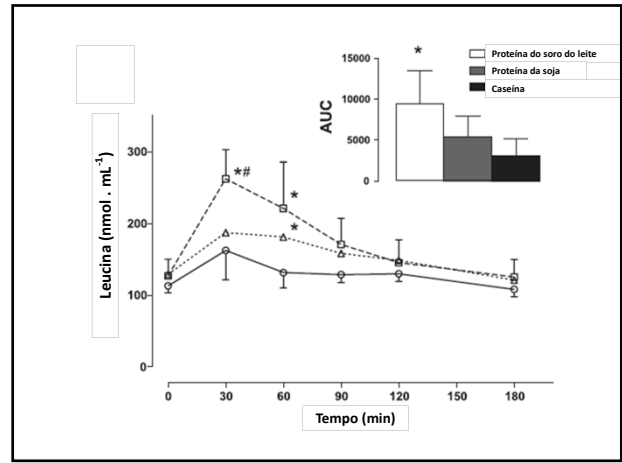 Proteína do soro do leite
Proteína da soja
Caseína
*
15000
10000
5000
0
AUC
Leucina (nmol . mL⁻¹)
300
200
100
0
*#
*
*
0 30 60 90 120 150 180
Tempo (min)